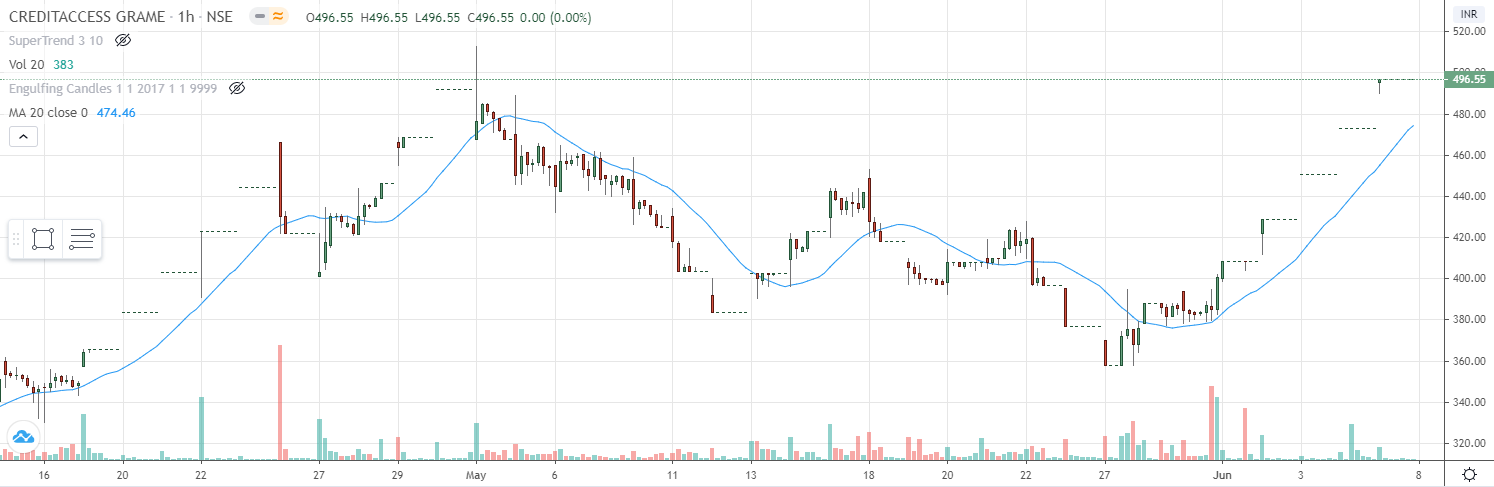 CREDITACCESS GRAME · 1h · NSE O496.55 H496.55 L496.55 C496.55 0.00 (0.00%)
INR
SuperTrend 3 10
520.00
Vol 20 383
500.00
496.55
Engulfing Candles 1 1 2017 1 1 9999
MA 20 close 0 474.46
480.00
460.00
440.00
420.00
400.00
380.00
360.00
340.00
320.00
16 20 22 27 29 May 6 11 13 18 20 22 27 Jun 3 8